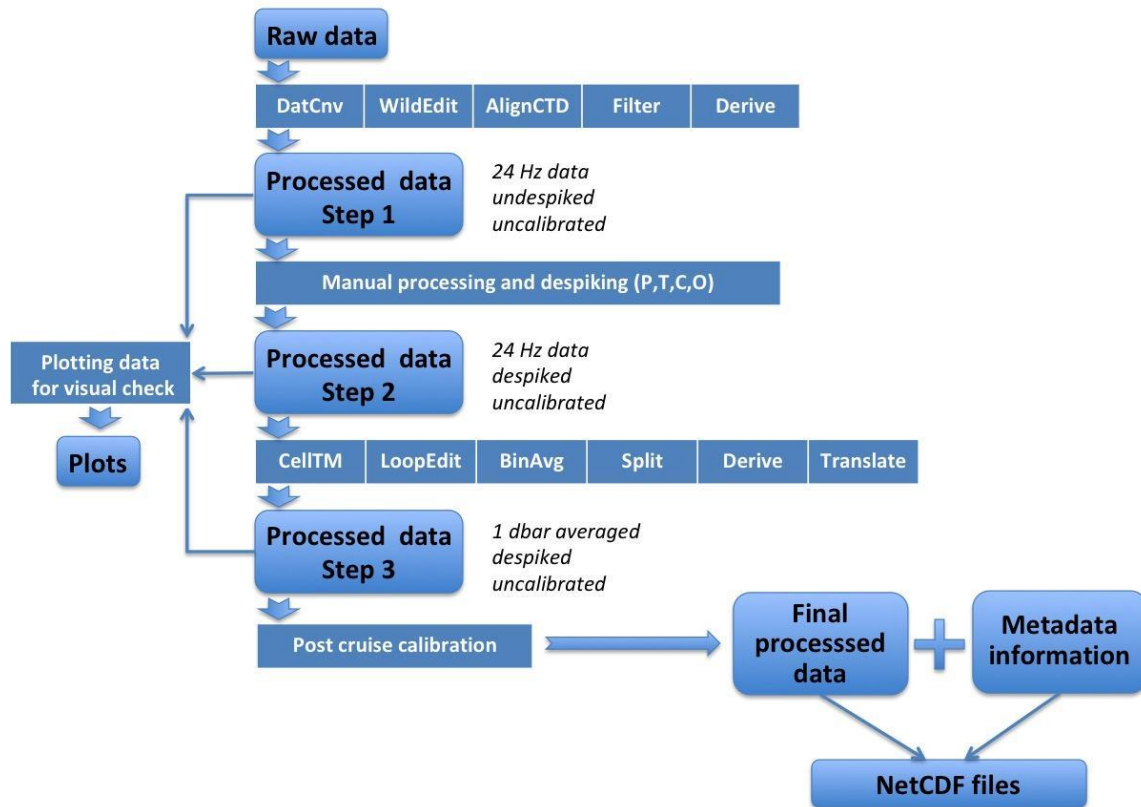 Raw data
DatCnv WildEdit AlignCTD Filter Derive
Processed data
Step 1
24 Hz data
undespiked
uncalibrated
Manual processing and despiking (P,T,C,O)
Plotting data
for visual check
Plots
Processed data
Step 2
24 Hz data
despiked
uncalibrated
CellTM LoopEdit BinAvg Split Derive Translate
Processed data
Step 3
1 dbar averaged
despiked
uncalibrated
Post cruise calibration
Final
processsed
data
Metadata
information
NetCDF files